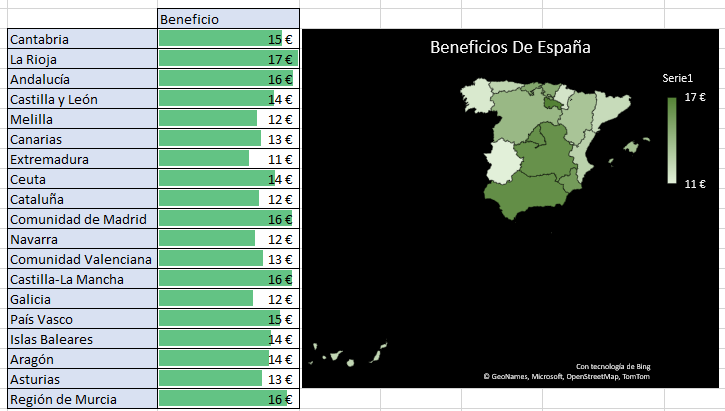 Beneficio
Cantabria 15 €
La Rioja 17 €
Andalucía 16 €
Castilla y León 14 €
Melilla 12 €
Canarias 13 €
Extremadura 11 €
Ceuta 14 €
Cataluña 12 €
Comunidad de Madrid 16 €
Navarra 12 €
Comunidad Valenciana 13 €
Castilla-La Mancha 16 €
Galicia 12 €
País Vasco 15 €
Islas Baleares 14 €
Aragón 14 €
Asturias 13 €
Región de Murcia 16 €
Beneficios De España
Serie1
17 €
11 €
Con tecnología de Bing
© GeoNames, Microsoft, OpenStreetMap, TomTom